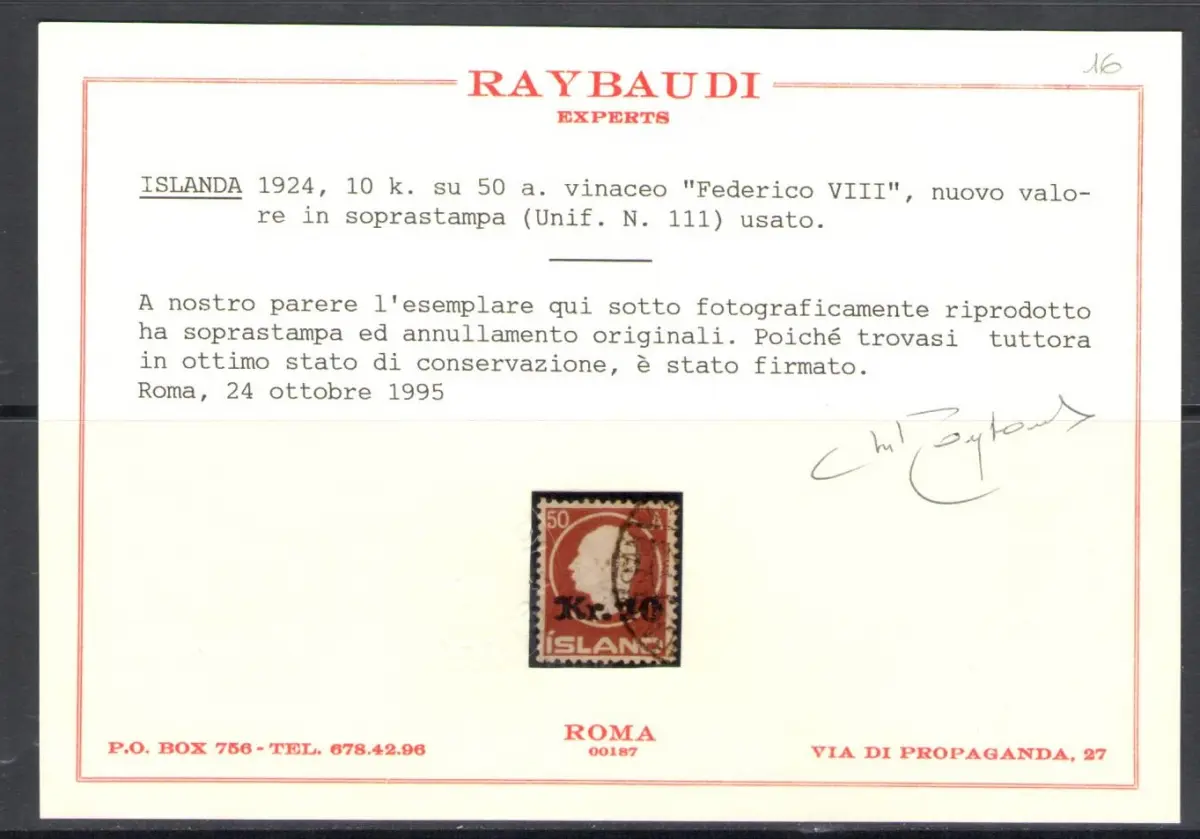 16
RAYBAUDI
EXPERTS
ISLANDA 1924, 10 k. su 50 a. vinaceo "Federico VIII", nuovo valo-
re in soprastampa (Unif. N. 111) usato.
A nostro parere l'esemplare qui sotto fotograficamente riprodotto
ha soprastampa ed annullamento originali. Poiché trovasi tuttora
in ottimo stato di conservazione, è stato firmato.
Roma, 24 ottobre 1995
50 A
Kr. 10
ÍSLAND
ROMA
00187
P.O. BOX 756 - TEL. 678.42.96
VIA DI PROPAGANDA, 27